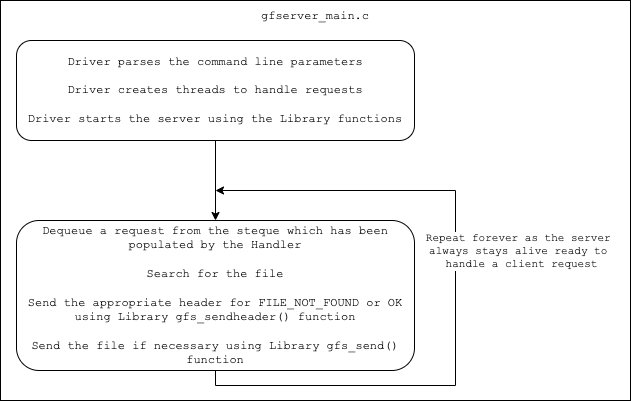 gfserver_main.c
Driver parses the command line parameters
Driver creates threads to handle requests
Driver starts the server using the Library functions
Dequeue a request from the steque which has been
populated by the Handler
Search for the file
Send the appropriate header for FILE_NOT_FOUND or OK
using Library gfs_sendheader() function
Send the file if necessary using Library gfs_send()
function
Repeat forever as the server
always stays alive ready to
handle a client request